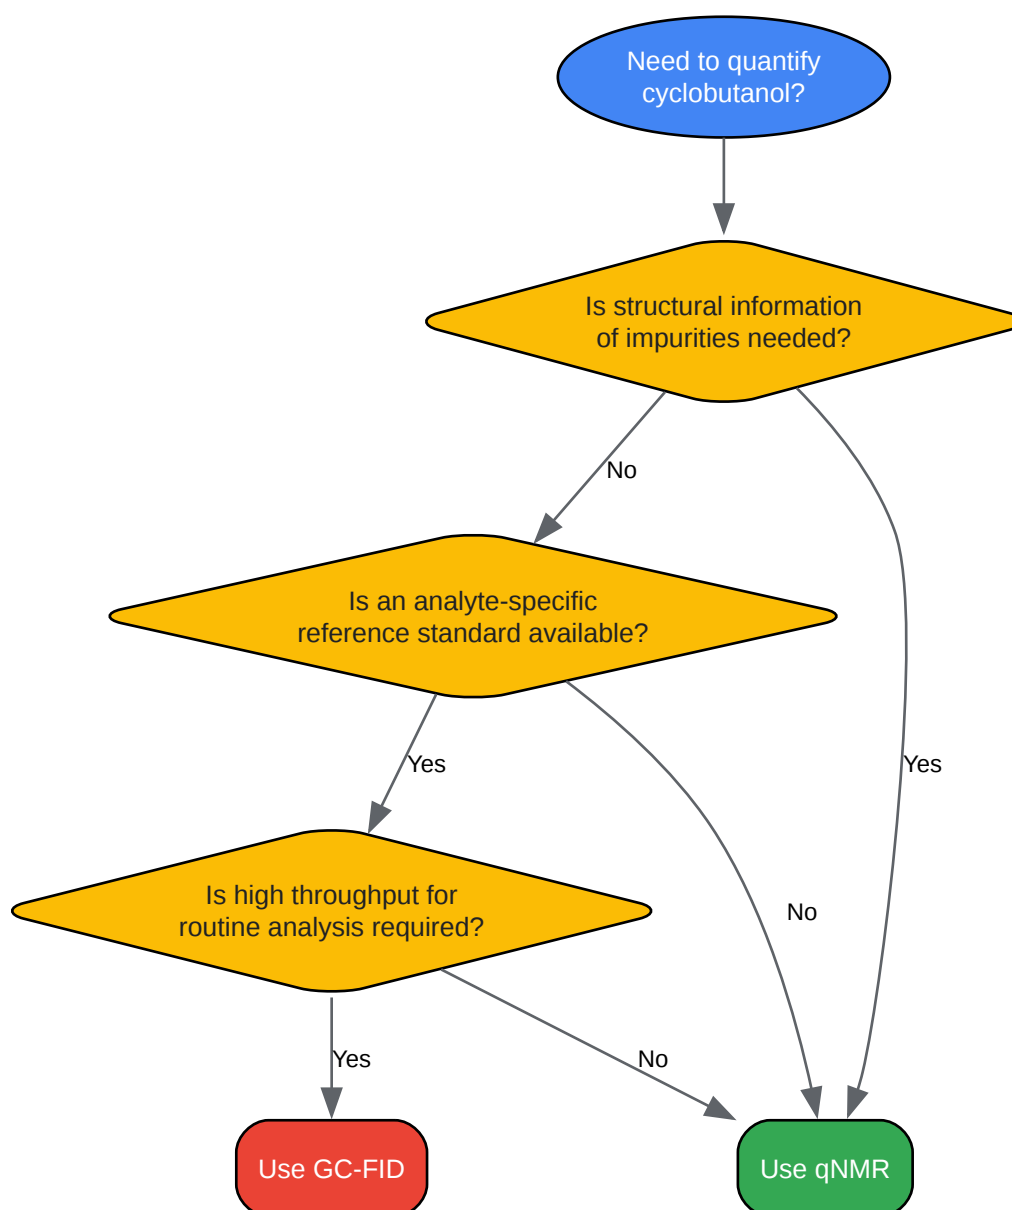 Need to quantify
cyclobutanol?
Is structural information
of impurities needed?
No
Is an analyte-specific
reference standard available?
Yes
Yes
Is high throughput for
routine analysis required?
No
Yes
No
Use GC-FID
Use qNMR